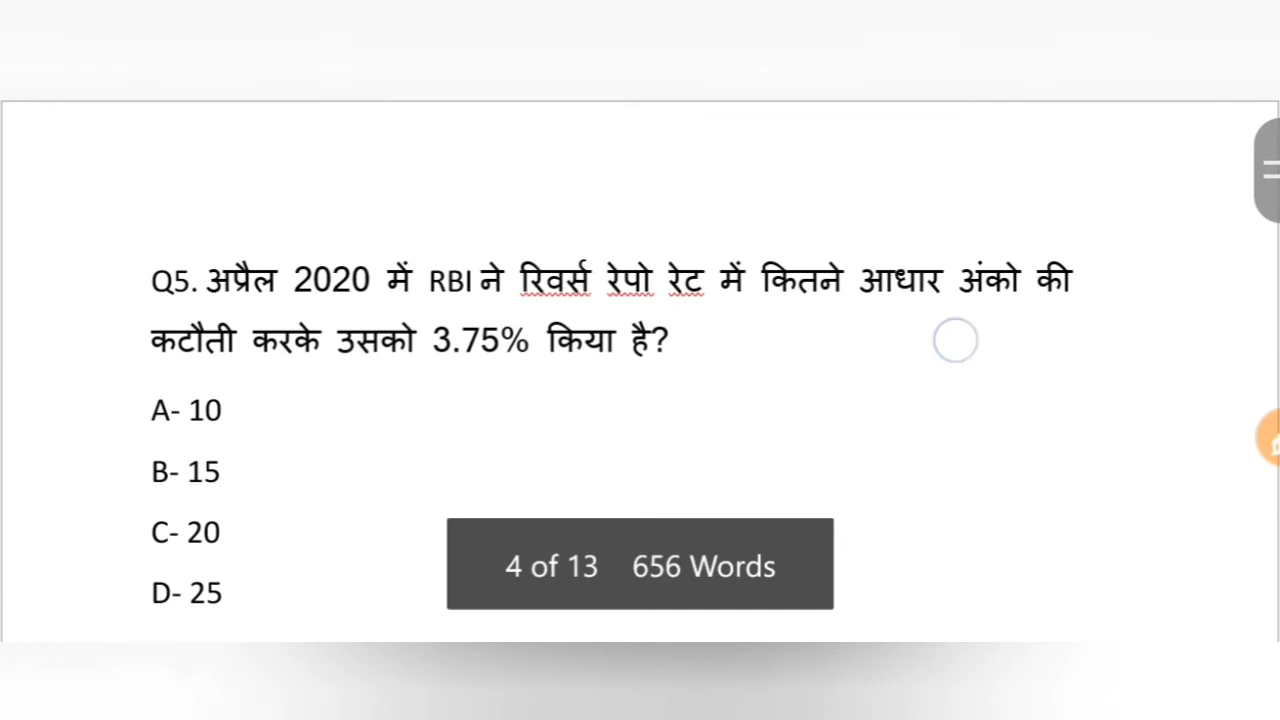 Q5. अप्रैल 2020 में RBI ने रिवर्स रेपो रेट में कितने आधार अंको की
कटौती करके उसको 3.75% किया है?
A- 10
B- 15
C- 20
D- 25
4 of 13 656 Words